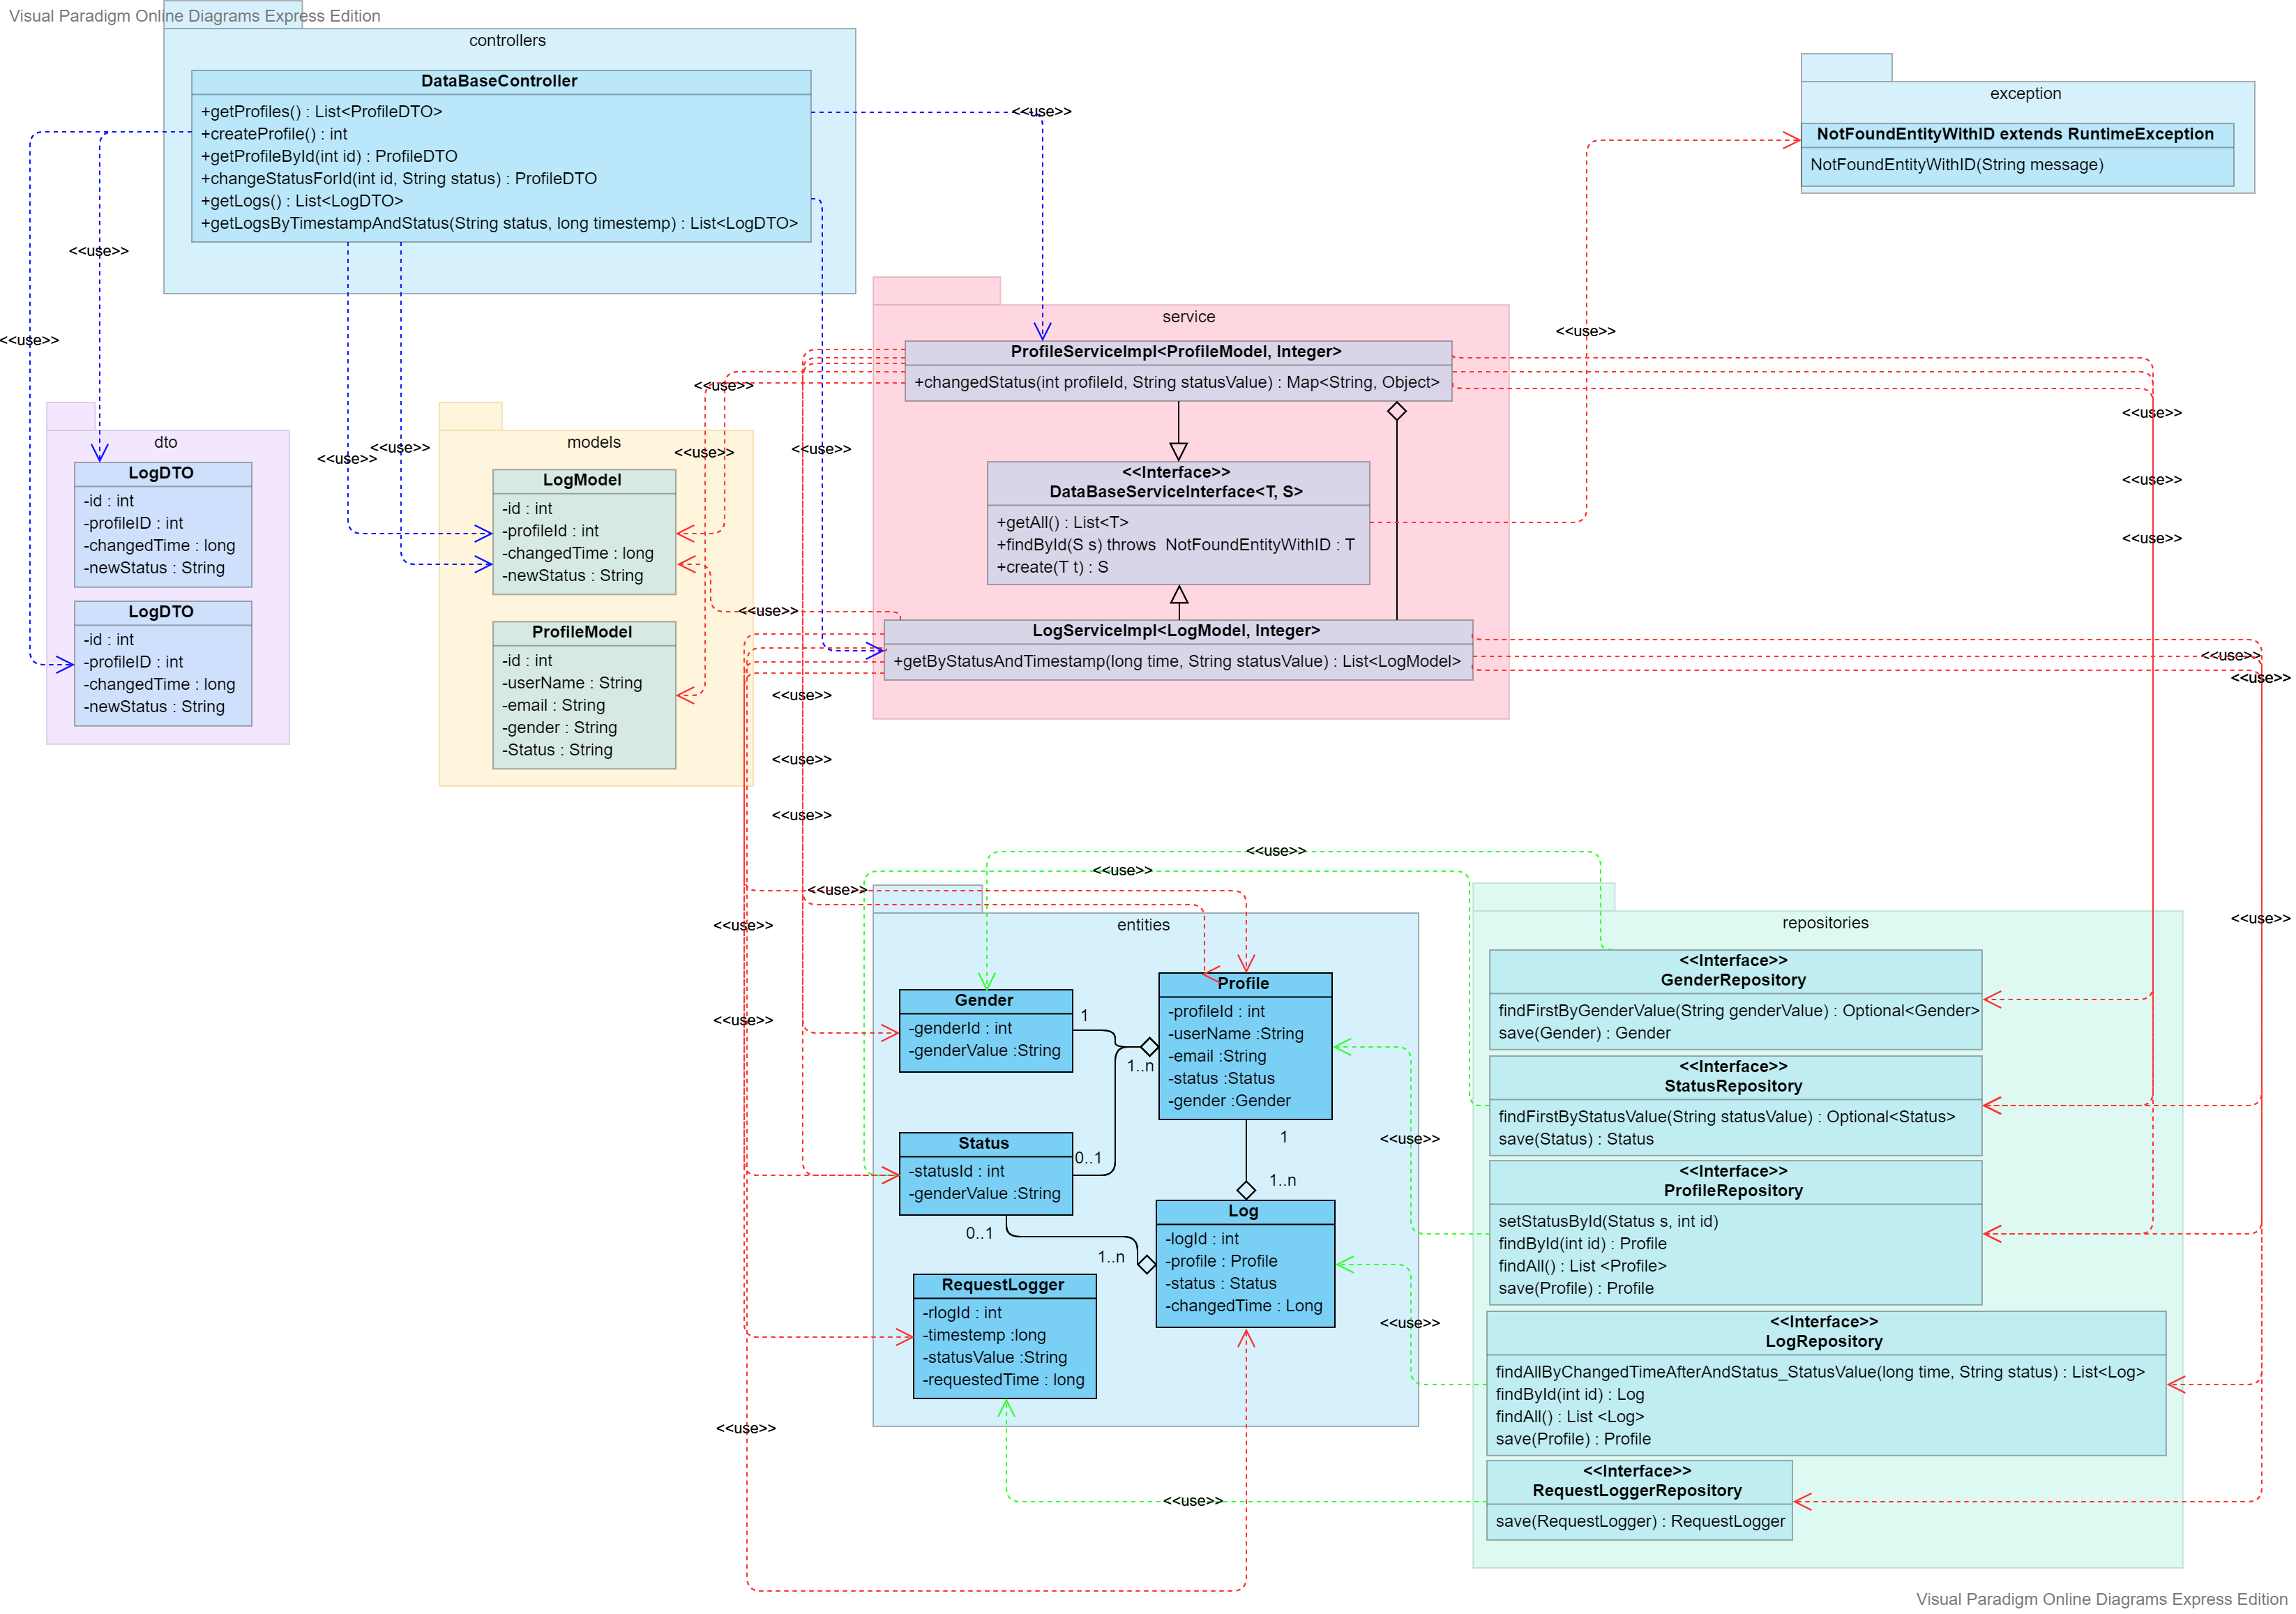 Visual Paradigm Online Diagrams Express Edition
controllers
DataBaseController
+getProfiles() : List<ProfileDTO>
+createProfile() : int
+getProfileById(int id) : ProfileDTO
+changeStatusForId(int id, String status) : ProfileDTO
+getLogs() : List<LogDTO>
+getLogsByTimestampAndStatus(String status, long timestemp) : List<LogDTO>
<<use>>
exception
NotFoundEntityWithID extends RuntimeException
NotFoundEntityWithID(String message)
<<use>>
<<use>>
<<use>>
service
ProfileServiceImpl<ProfileModel, Integer>
+changedStatus(int profileId, String statusValue) : Map<String, Object>
<<Interface>>
DataBaseServiceInterface<T, S>
+getAll() : List<T>
+findById(S s) throws  NotFoundEntityWithID : T
+create(T t) : S
LogServiceImpl<LogModel, Integer>
+getByStatusAndTimestamp(long time, String statusValue) : List<LogModel>
<<use>>
<<use>>
<<use>>
<<use>>
<<use>>
<<use>>
<<use>>
<<use>>
<<use>>
<<use>>
dto
LogDTO
-id : int
-profileID : int
-changedTime : long
-newStatus : String
LogDTO
-id : int
-profileID : int
-changedTime : long
-newStatus : String
models
LogModel
-id : int
-profileId : int
-changedTime : long
-newStatus : String
ProfileModel
-id : int
-userName : String
-email : String
-gender : String
-Status : String
<<use>>
<<use>>
<<use>>
<<use>>
<<use>>
<<use>>
<<use>>
<<use>>
<<use>>
<<use>>
<<use>>
entities
Gender
-genderId : int
-genderValue :String
1
1..n
Profile
-profileId : int
-userName :String
-email :String
-status :Status
-gender :Gender
Status
-statusId : int
-genderValue :String
0..1
1
1..n
0..1
1..n
Log
-logId : int
-profile : Profile
-status : Status
-changedTime : Long
RequestLogger
-rlogId : int
-timestemp :long
-statusValue :String
-requestedTime : long
<<use>>
<<use>>
<<use>>
<<use>>
repositories
<<Interface>>
GenderRepository
findFirstByGenderValue(String genderValue) : Optional<Gender>
save(Gender) : Gender
<<Interface>>
StatusRepository
findFirstByStatusValue(String statusValue) : Optional<Status>
save(Status) : Status
<<Interface>>
ProfileRepository
setStatusById(Status s, int id)
findById(int id) : Profile
findAll() : List <Profile>
save(Profile) : Profile
<<Interface>>
LogRepository
findAllByChangedTimeAfterAndStatus_StatusValue(long time, String status) : List<Log>
findById(int id) : Log
findAll() : List <Log>
save(Profile) : Profile
<<Interface>>
RequestLoggerRepository
save(RequestLogger) : RequestLogger
Visual Paradigm Online Diagrams Express Edition